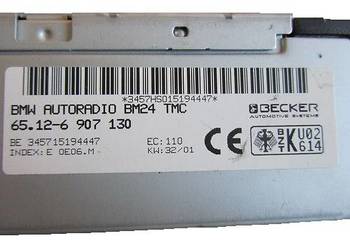 *3457HS015194447*
BMW AUTORADIO BM24 TMC
65.12-6 907 130
BE 345715194447
INDEX: E 0E06.M
EC: 110
KW: 32/01
CE
BECKER
AUTOMOTIVE SYSTEMS
BZT K U02 614